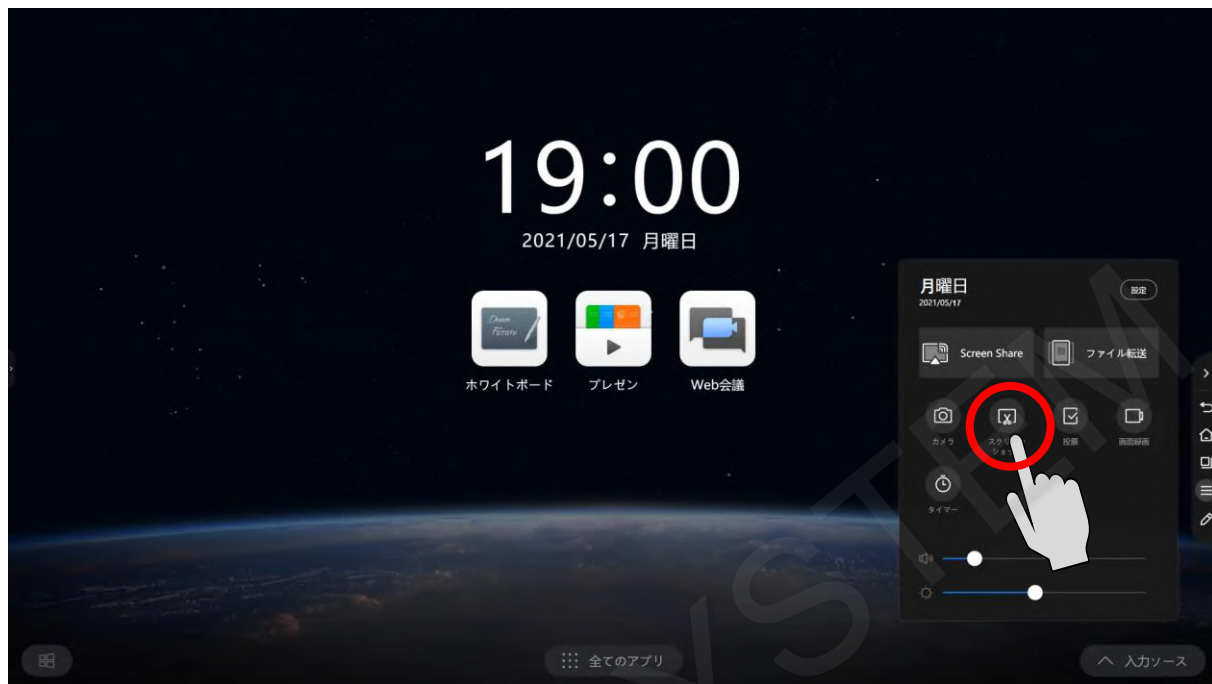 19:00
2021/05/17 月曜日
ホワイトボード
プレゼン
Web会議
月曜日
設定
2021/05/17
Screen Share
ファイル転送
カメラ
投票
画面録画
タイマー
全てのアプリ
入力ソース
YSTEM